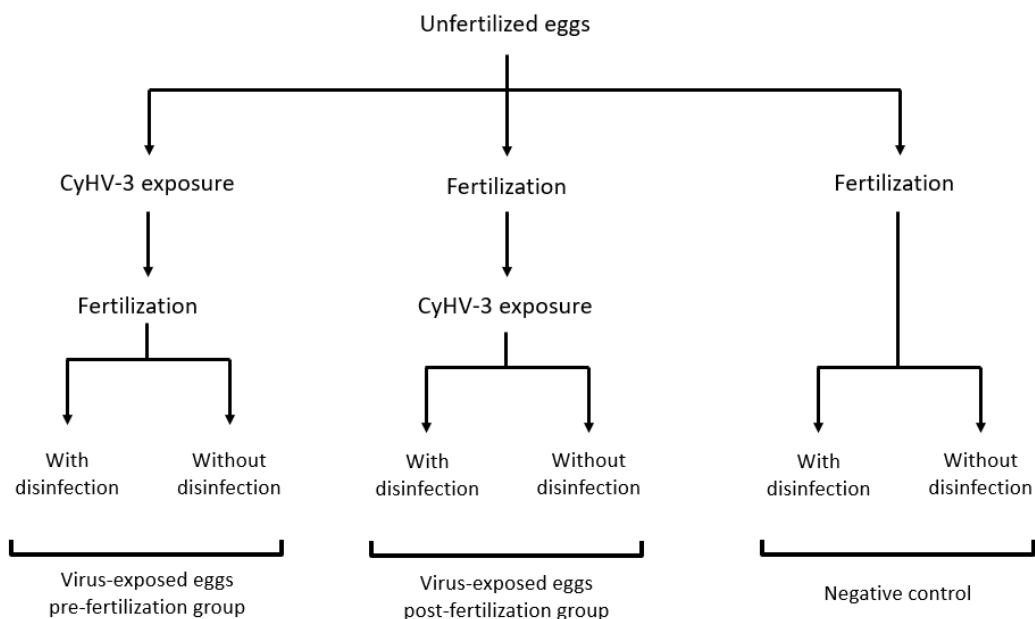 Unfertilized eggs
CyHV-3 exposure
Fertilization
Fertilization
Fertilization
CyHV-3 exposure
With
disinfection
Without
disinfection
With
disinfection
Without
disinfection
With
disinfection
Without
disinfection
Virus-exposed eggs
pre-fertilization group
Virus-exposed eggs
post-fertilization group
Negative control